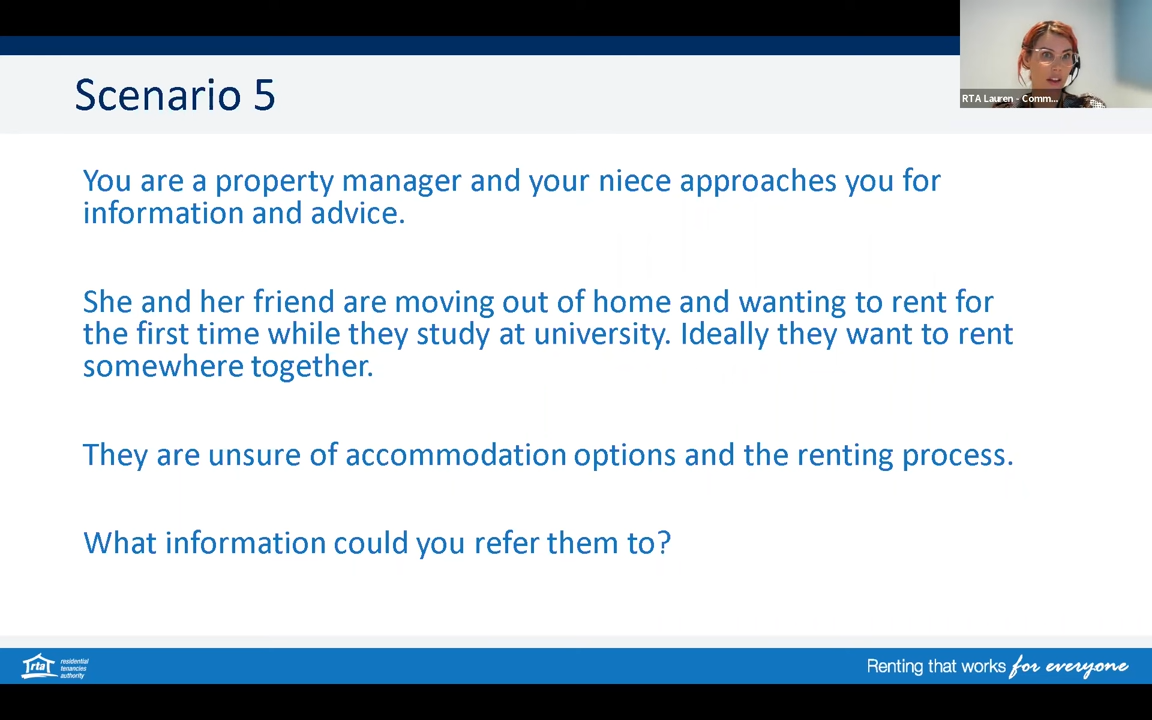 Scenario 5
RTA Lauren - Comm...
You are a property manager and your niece approaches you for
information and advice.
She and her friend are moving out of home and wanting to rent for
the first time while they study at university. Ideally they want to rent
somewhere together.
They are unsure of accommodation options and the renting process.
What information could you refer them to?
rta
residential
tenancies
authority
Renting that works for everyone